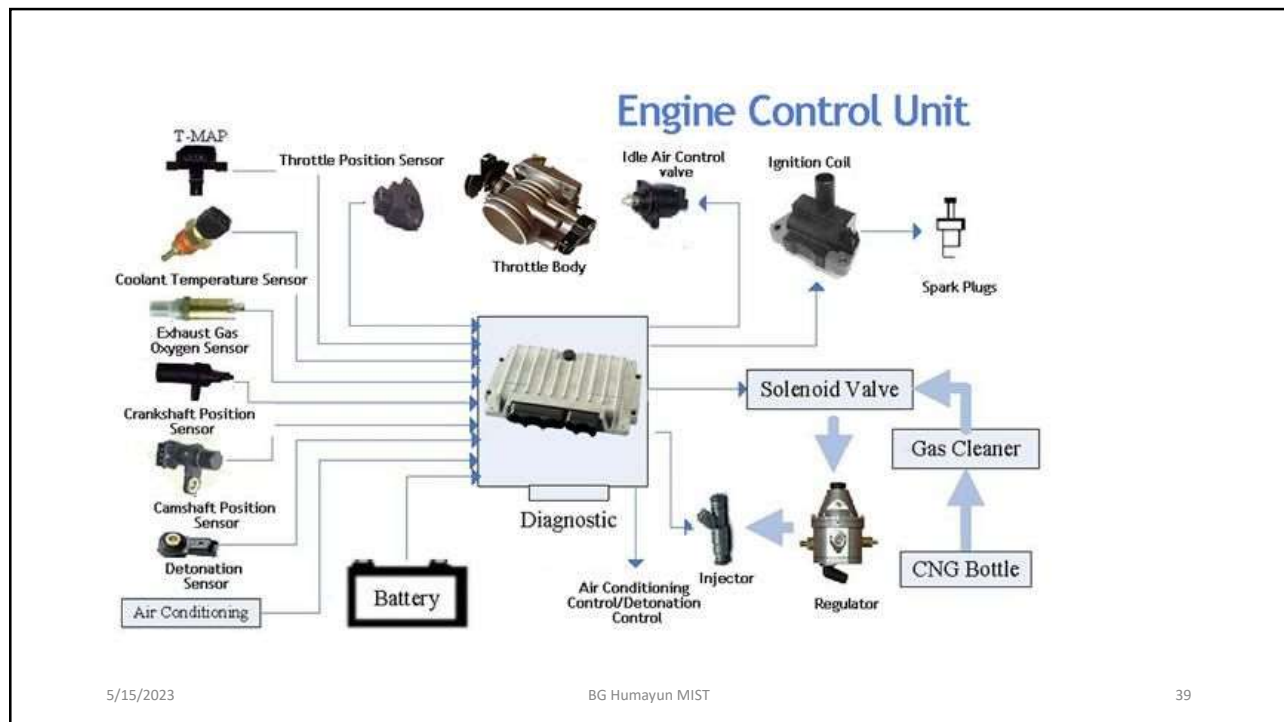 Engine Control Unit
T-MAP
Throttle Position Sensor
Idle Air Control
valve
Ignition Coil
Coolant Temperature Sensor
Throttle Body
Spark Plugs
Exhaust Gas
Oxygen Sensor
Crankshaft Position
Sensor
Solenoid Valve
Gas Cleaner
Camshaft Position
Sensor
Diagnostic
Detonation
Sensor
Battery
Air Conditioning
Control/Detonation
Control
Injector
Regulator
CNG Bottle
Air Conditioning
5/15/2023
BG Humayun MIST
39